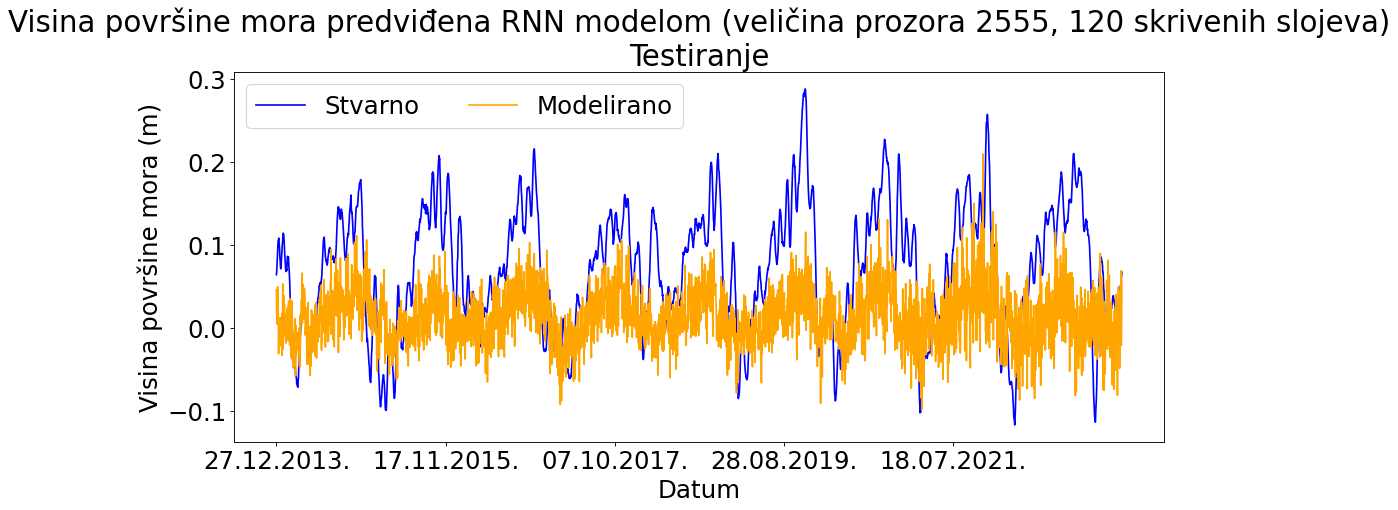 Visina površine mora predviđena RNN modelom (veličina prozora 2555, 120 skrivenih slojeva)
Testiranje
Stvarno
Modelirano
Visina površine mora (m)
0.3
0.2
0.1
0.0
−0.1
27.12.2013.
17.11.2015.
07.10.2017.
28.08.2019.
18.07.2021.
Datum